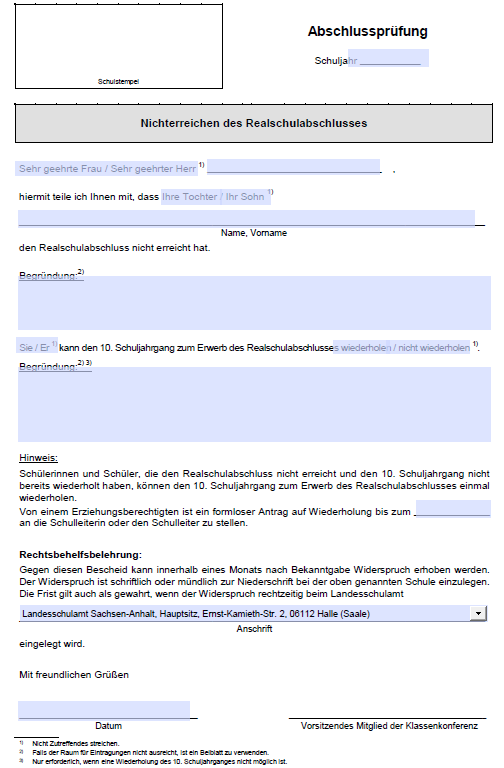 Abschlussprüfung
Schuljahr
Schulstempel
Nichterreichen des Realschulabschlusses
Sehr geehrte Frau / Sehr geehrter Herr 1) ,
hiermit teile ich Ihnen mit, dass Ihre Tochter / Ihr Sohn 1)
Name, Vorname
den Realschulabschluss nicht erreicht hat.
Begründung:2)
Sie / Er 1) kann den 10. Schuljahrgang zum Erwerb des Realschulabschlusses wiederholen / nicht wiederholen 1).
Begründung:2) 3)
Hinweis:
Schülerinnen und Schüler, die den Realschulabschluss nicht erreicht und den 10. Schuljahrgang nicht
bereits wiederholt haben, können den 10. Schuljahrgang zum Erwerb des Realschulabschlusses einmal
wiederholen.
Von einem Erziehungsberechtigten ist ein formloser Antrag auf Wiederholung bis zum
an die Schulleiterin oder den Schulleiter zu stellen.
Rechtsbehelfsbelehrung:
Gegen diesen Bescheid kann innerhalb eines Monats nach Bekanntgabe Widerspruch erhoben werden.
Der Widerspruch ist schriftlich oder mündlich zur Niederschrift bei der oben genannten Schule einzulegen.
Die Frist gilt auch als gewahrt, wenn der Widerspruch rechtzeitig beim Landesschulamt
Landesschulamt Sachsen-Anhalt, Hauptsitz, Ernst-Kamieth-Str. 2, 06112 Halle (Saale)
Anschrift
eingelegt wird.
Mit freundlichen Grüßen
Datum
Vorsitzendes Mitglied der Klassenkonferenz
1) Nicht Zutreffendes streichen.
2) Falls der Raum für Eintragungen nicht ausreicht, ist ein Beiblatt zu verwenden.
3) Nur erforderlich, wenn eine Wiederholung des 10. Schuljahrganges nicht möglich ist.